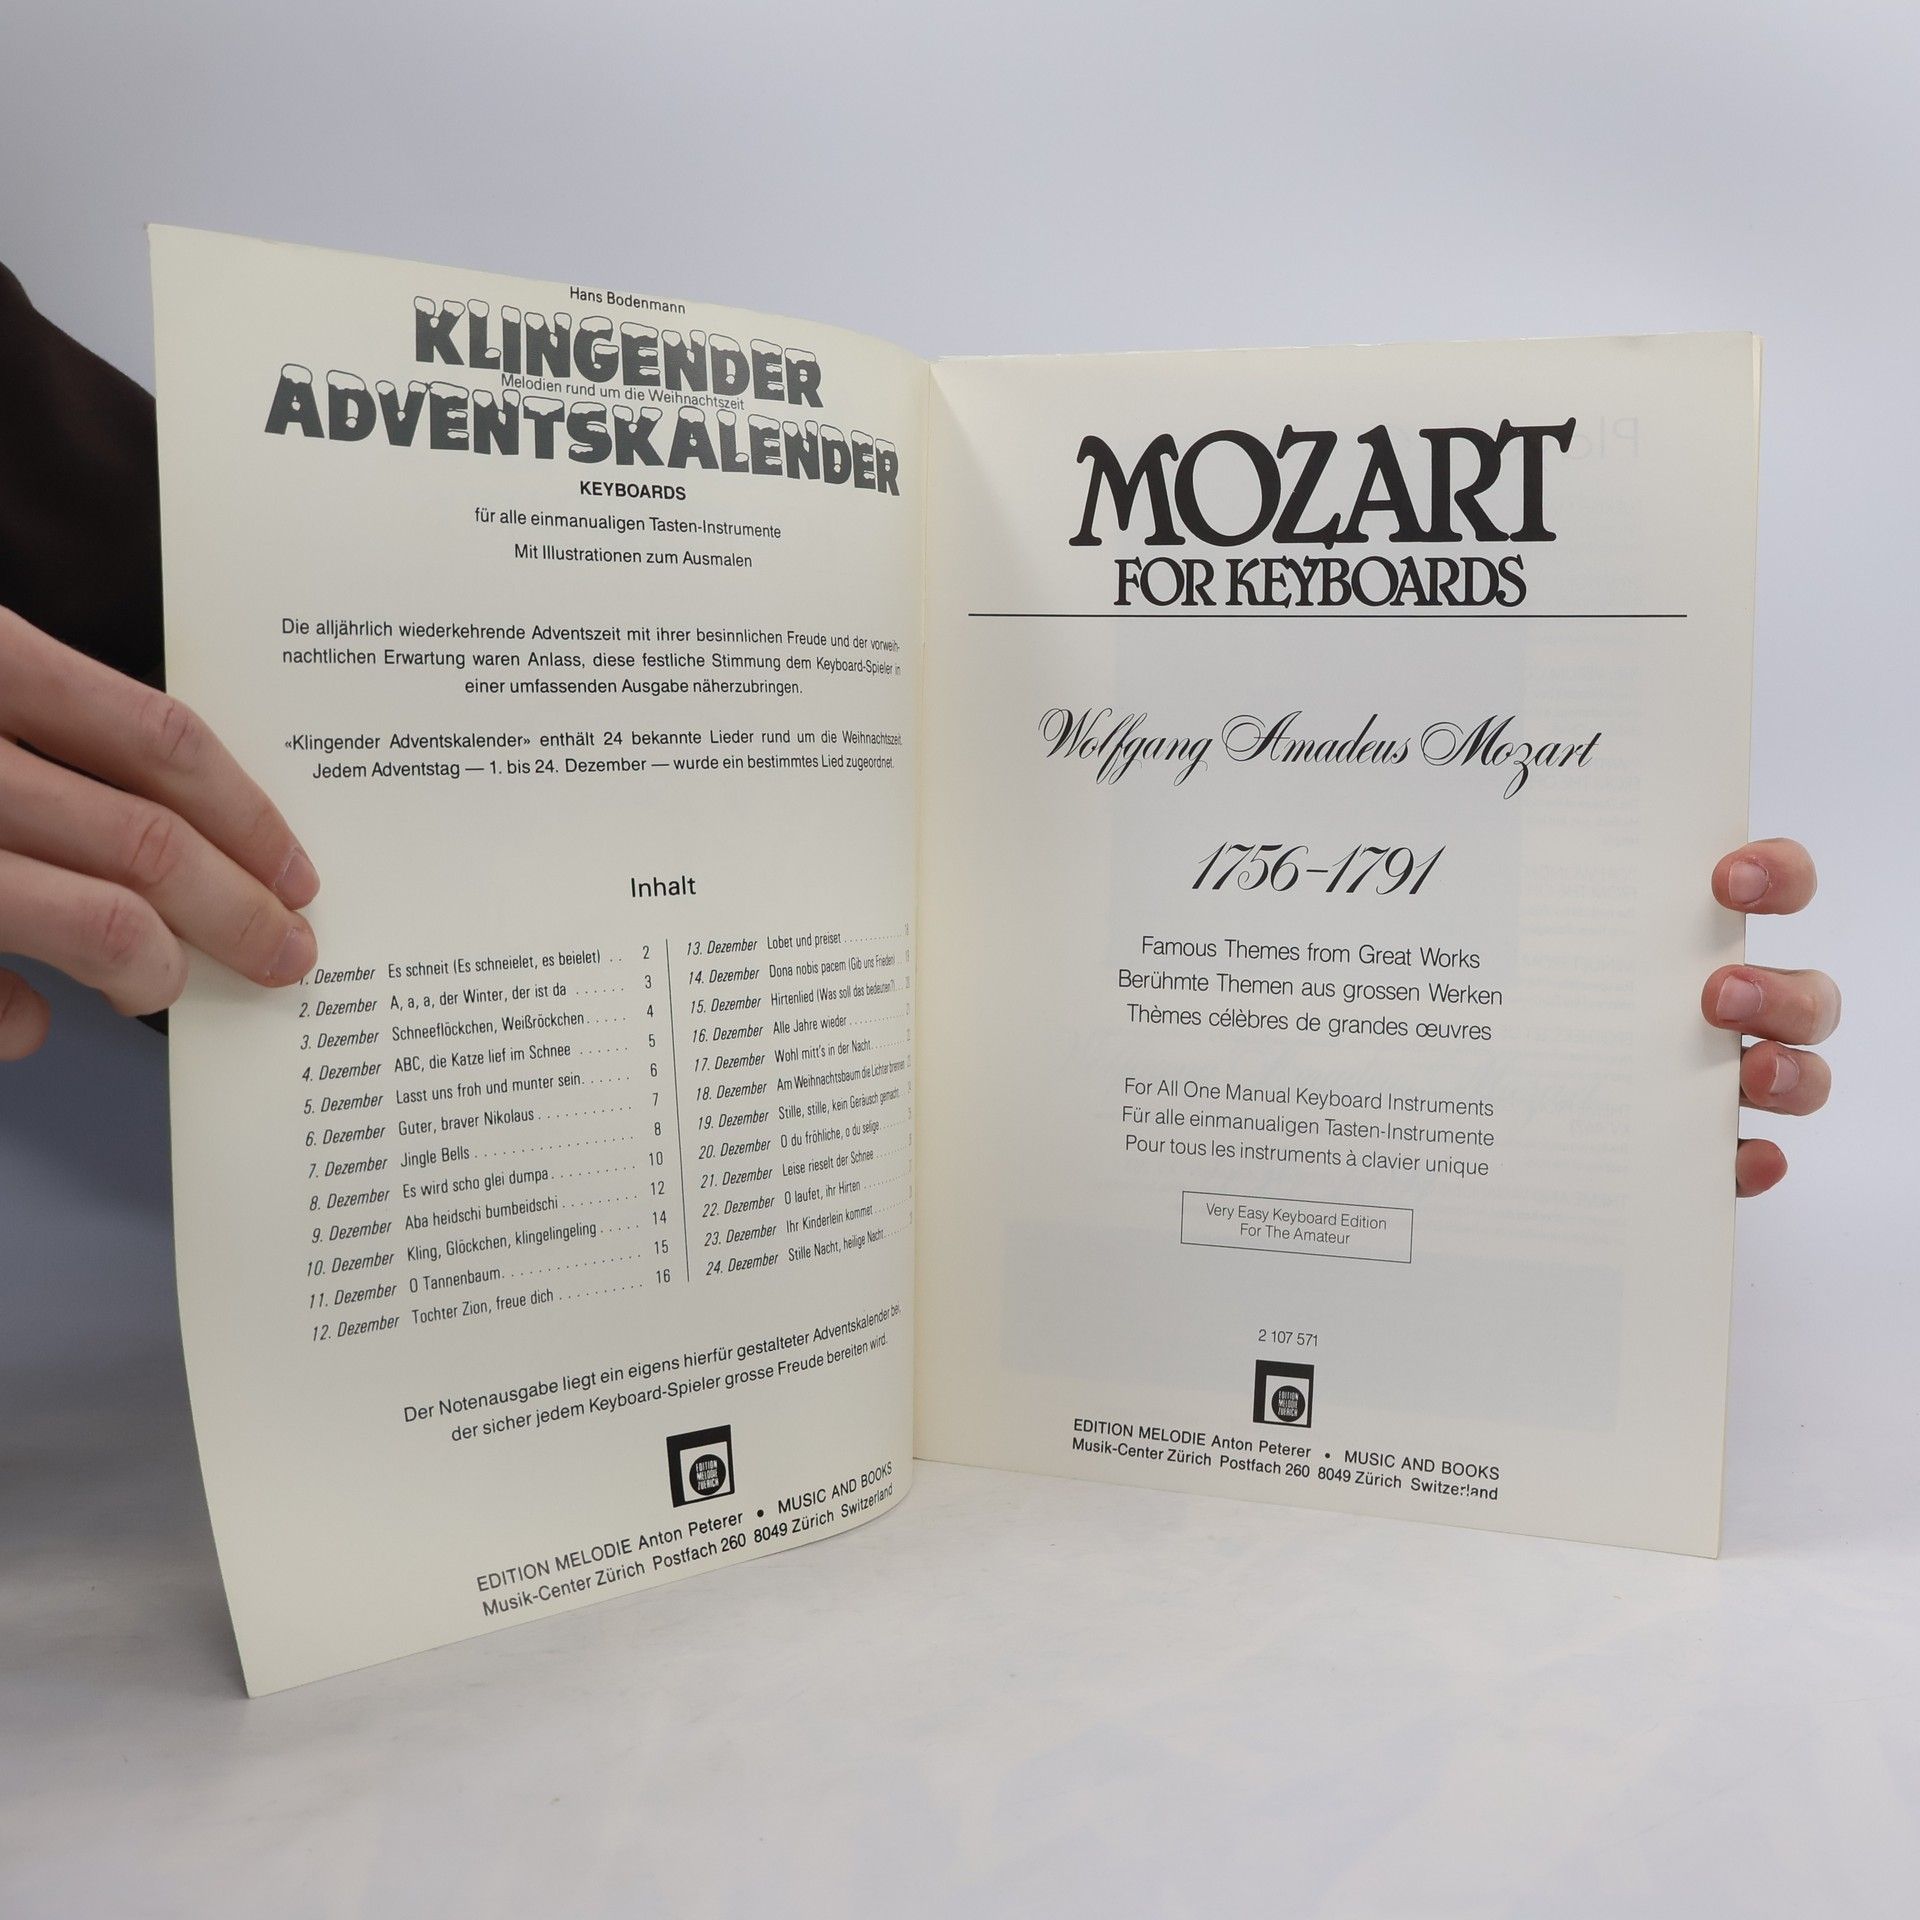 Hans Bodenmann
KLINGENDER
Melodien rund um die Weihnachtszeit
ADVENTSKALENDER
KEYBOARDS
für alle einmanualigen Tasten-Instrumente
Mit Illustrationen zum Ausmalen
Die alljährlich wiederkehrende Adventszeit mit ihrer besinnlichen Freude und der vorweih-
nachtlichen Erwartung waren Anlass, diese festliche Stimmung dem Keyboard-Spieler in
einer umfassenden Ausgabe näherzubringen.
«Klingender Adventskalender» enthält 24 bekannte Lieder rund um die Weihnachtszeit.
Jedem Adventstag — 1. bis 24. Dezember — wurde ein bestimmtes Lied zugeordnet.
Inhalt
1. Dezember Es schneit (Es schneielet, es beielet) . . 2
2. Dezember A, a, a, der Winter, der ist da . . . . . . 3
3. Dezember Schneeflöckchen, Weißröckchen . . . . . 4
4. Dezember ABC, die Katze lief im Schnee . . . . . . 5
5. Dezember Lasst uns froh und munter sein . . . . . . 6
6. Dezember Guter, braver Nikolaus . . . . . . . . . . 7
7. Dezember Jingle Bells . . . . . . . . . . . . . . . . 8
8. Dezember Es wird scho glei dumpa . . . . . . . . . 10
9. Dezember Aba heidschi bumbeidschi . . . . . . . . 12
10. Dezember Kling, Glöckchen, klingelingeling . . . . . 14
11. Dezember O Tannenbaum . . . . . . . . . . . . . . 15
12. Dezember Tochter Zion, freue dich . . . . . . . . . . 16
13. Dezember Lobet und preiset . . . . . . . . . . . . 18
14. Dezember Dona nobis pacem (Gib uns Frieden) . . 19
15. Dezember Hirtenlied (Was soll das bedeuten?) . . . 20
16. Dezember Alle Jahre wieder . . . . . . . . . . . . 21
17. Dezember Wohl mitt's in der Nacht . . . . . . . . 22
18. Dezember Am Weihnachtsbaum die Lichter brennen
19. Dezember Stille, stille, kein Geräusch gemacht
20. Dezember O du fröhliche, o du selige . . . . . .
21. Dezember Leise rieselt der Schnee . . . . . . . .
22. Dezember O laufet, ihr Hirten . . . . . . . . . .
23. Dezember Ihr Kinderlein kommet . . . . . . . . .
24. Dezember Stille Nacht, heilige Nacht . . . . . .
Der Notenausgabe liegt ein eigens hierfür gestalteter Adventskalender bei,
der sicher jedem Keyboard-Spieler grosse Freude bereiten wird.
EDITION
MELODIE
ZUERICH
EDITION MELODIE Anton Peterer • MUSIC AND BOOKS
Musik-Center Zürich Postfach 260 8049 Zürich Switzerland
MOZART
FOR KEYBOARDS
Wolfgang Amadeus Mozart
1756–1791
Famous Themes from Great Works
Berühmte Themen aus grossen Werken
Thèmes célèbres de grandes œuvres
For All One Manual Keyboard Instruments
Für alle einmanualigen Tasten-Instrumente
Pour tous les instruments à clavier unique
Very Easy Keyboard Edition
For The Amateur
2 107 571
EDITION
MELODIE
ZUERICH
EDITION MELODIE Anton Peterer • MUSIC AND BOOKS
Musik-Center Zürich Postfach 260 8049 Zürich Switzerland